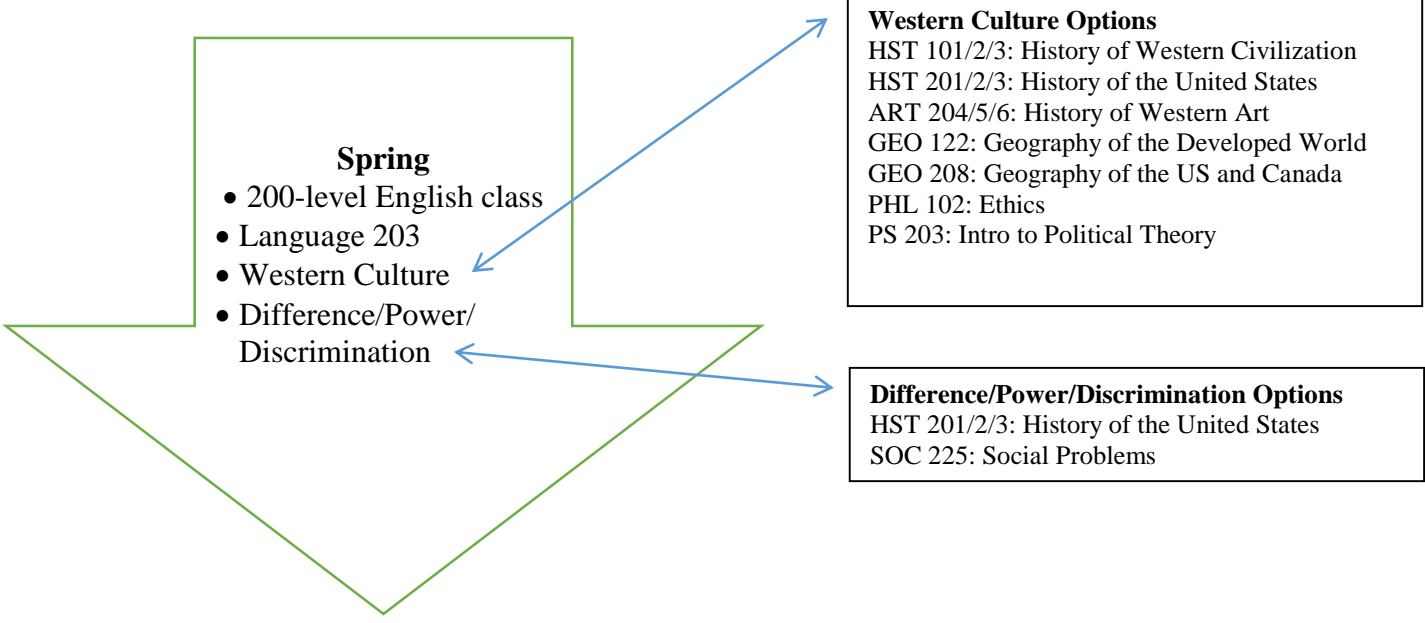 Spring
• 200-level English class
• Language 203
• Western Culture
• Difference/Power/
Discrimination
Western Culture Options
HST 101/2/3: History of Western Civilization
HST 201/2/3: History of the United States
ART 204/5/6: History of Western Art
GEO 122: Geography of the Developed World
GEO 208: Geography of the US and Canada
PHL 102: Ethics
PS 203: Intro to Political Theory
Difference/Power/Discrimination Options
HST 201/2/3: History of the United States
SOC 225: Social Problems